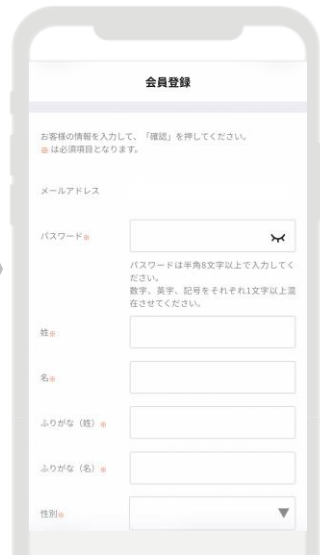 会員登録
お客様の情報を入力して、「確認」を押してください。
※ は必須項目となります。
メールアドレス
パスワード※
パスワードは半角8文字以上で入力してく
ださい。
数字、英字、記号をそれぞれ1文字以上混
在させてください。
姓※
名※
ふりがな（姓）※
ふりがな（名）※
性別※